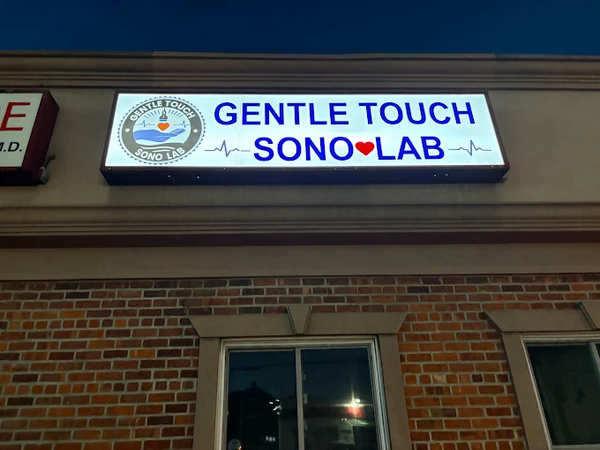 GENTLE TOUCH
SONO LAB
GENTLE TOUCH
SONO❤LAB
M.D.